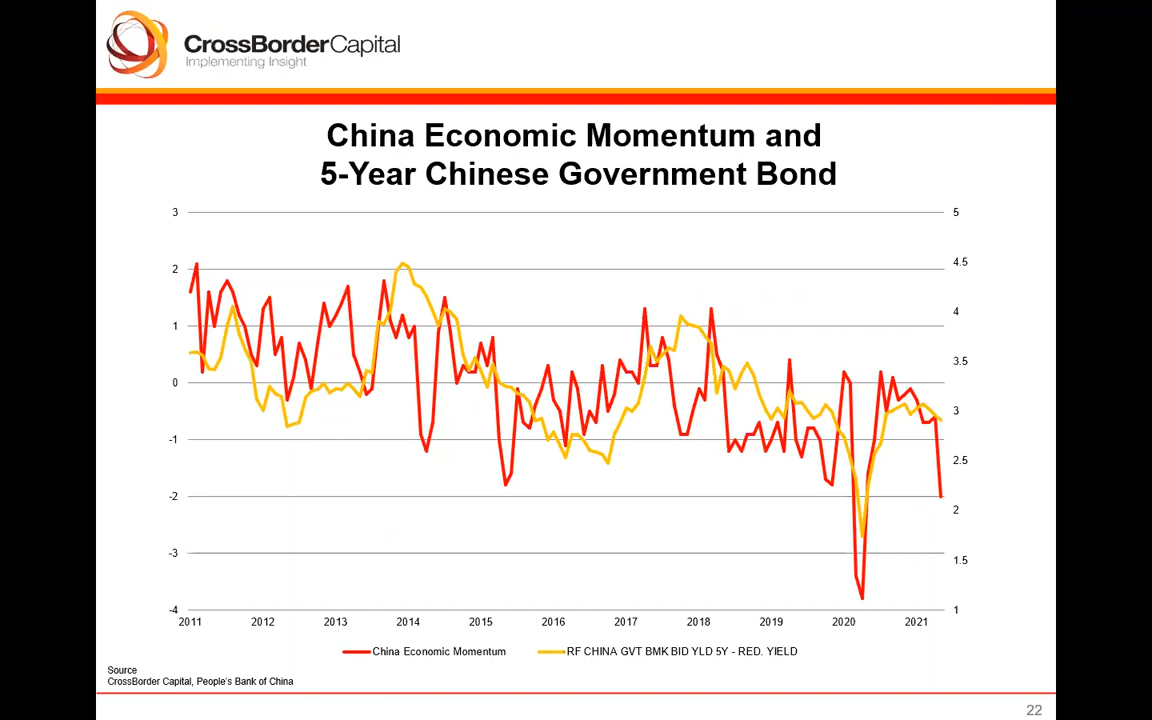 CrossBorderCapital
Implementing Insight
China Economic Momentum and
5-Year Chinese Government Bond
3
2
1
0
-1
-2
-3
-4
5
4.5
4
3.5
3
2.5
2
1.5
1
2011 2012 2013 2014 2015 2016 2017 2018 2019 2020 2021
China Economic Momentum RF CHINA GVT BMK BID YLD 5Y - RED. YIELD
Source
CrossBorder Capital, People's Bank of China
22